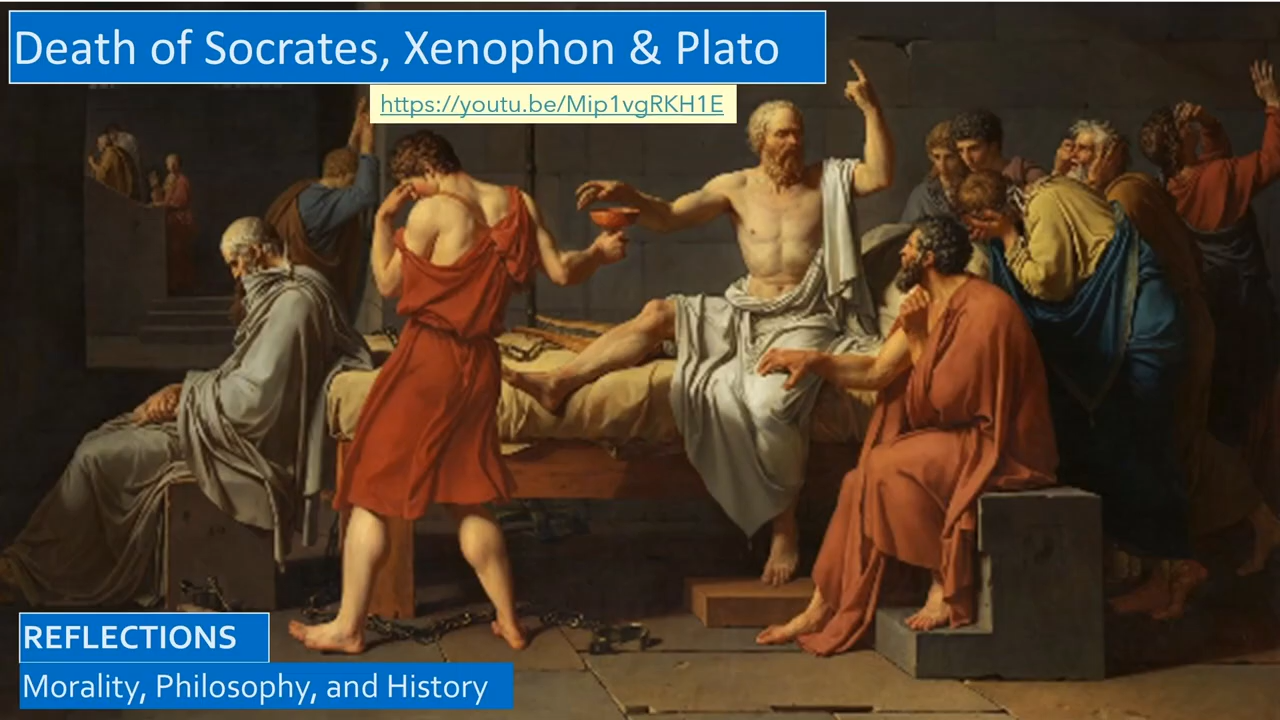 Death of Socrates, Xenophon & Plato
https://youtu.be/Mip1vgRKH1E
REFLECTIONS
Morality, Philosophy, and History